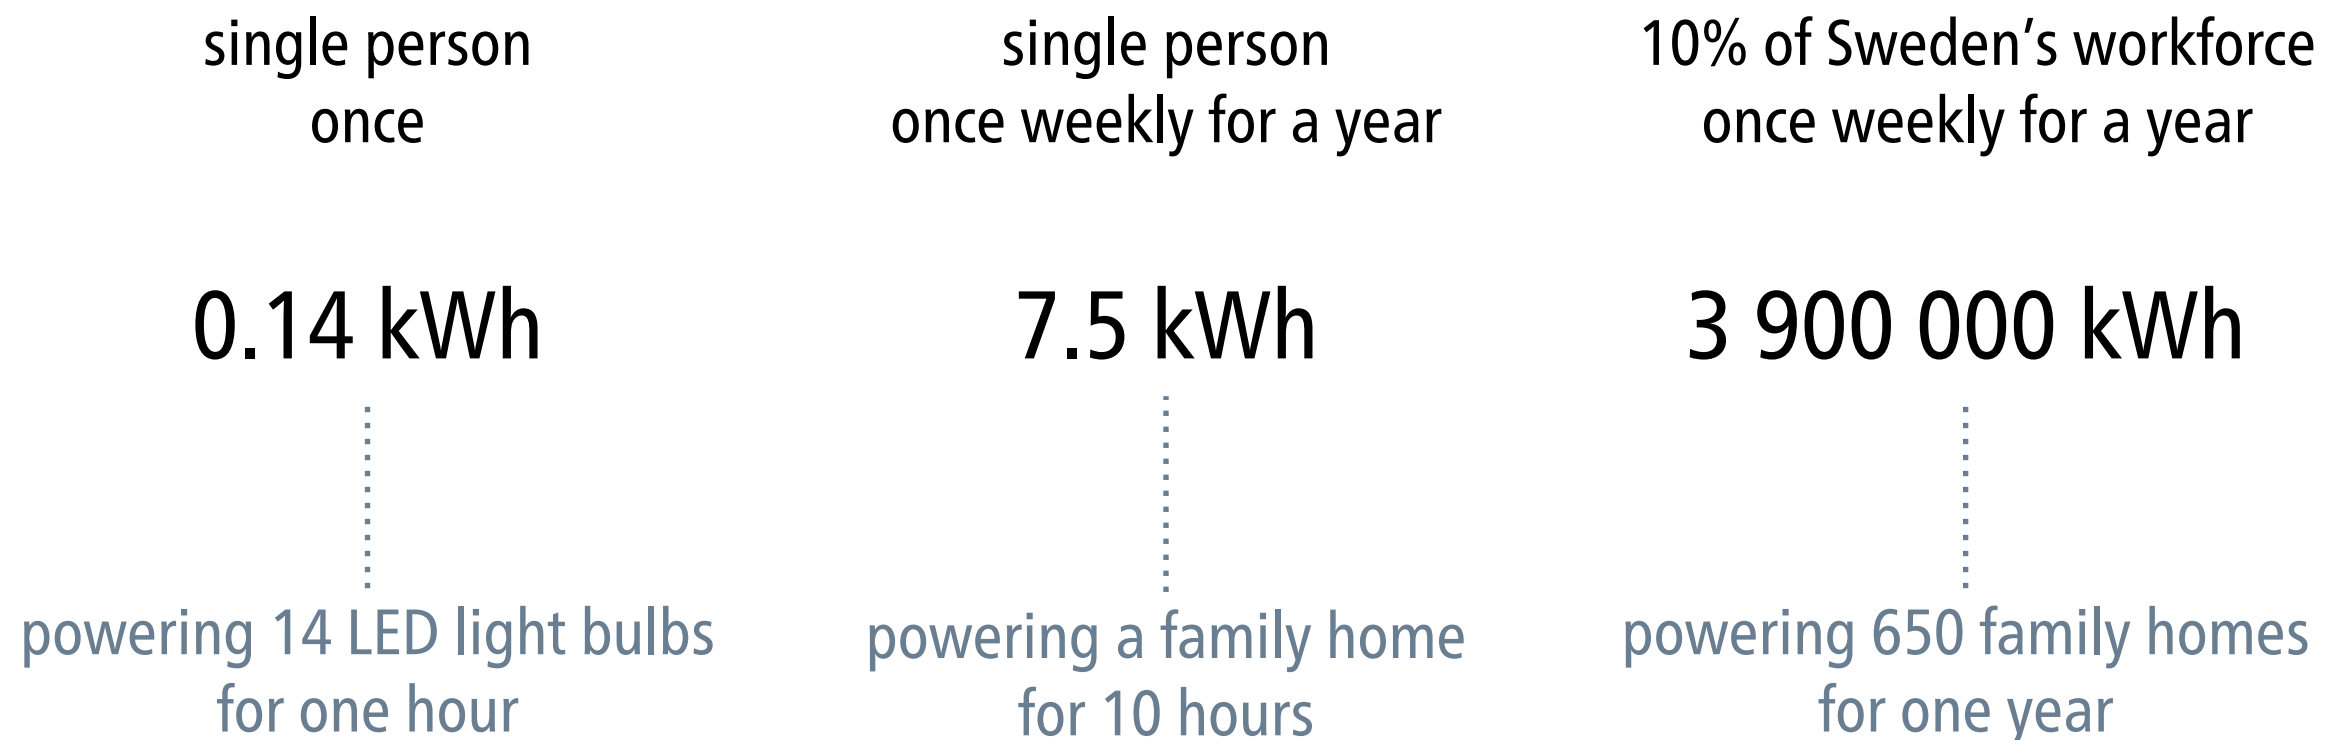 single person
once
0.14 kWh
powering 14 LED light bulbs
for one hour
single person
once weekly for a year
7.5 kWh
powering a family home
for 10 hours
10% of Sweden’s workforce
once weekly for a year
3 900 000 kWh
powering 650 family homes
for one year